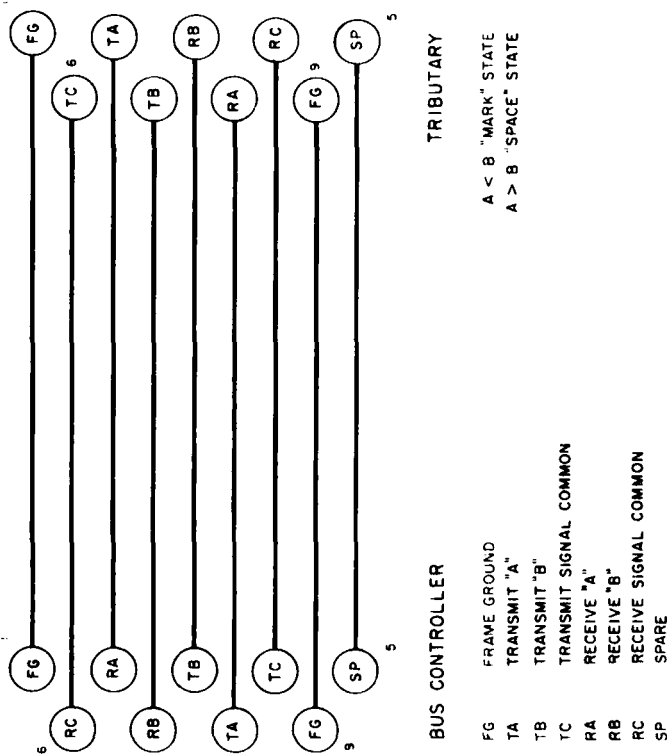 FG FG
6 RC TC 6
RA TA
RB TB
TB RB
TA RA
TC RC
9 FG FG 9
SP SP
5 5
BUS CONTROLLER TRIBUTARY
FG FRAME GROUND A < B "MARK" STATE
TA TRANSMIT "A" A > B "SPACE" STATE
TB TRANSMIT "B"
TC TRANSMIT SIGNAL COMMON
RA RECEIVE "A"
RB RECEIVE "B"
RC RECEIVE SIGNAL COMMON
SP SPARE